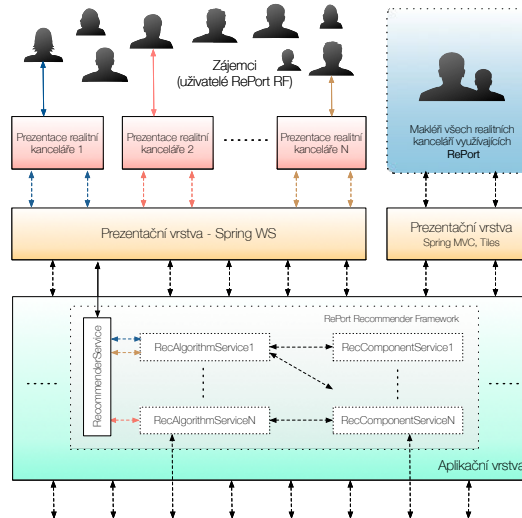 Zájemci
(uživatelé RePort RF)
Makléři všech realitních
kanceláří využívajících
RePort
Prezentace realitní
kanceláře 1
Prezentace realitní
kanceláře 2
Prezentace realitní
kanceláře N
Prezentační vrstva - Spring WS
Prezentační vrstva
Spring MVC, Tiles
RePort Recommender Framework
RecommenderService
RecAlgorithmService1
RecComponentService1
RecAlgorithmServiceN
RecComponentServiceN
Aplikační vrstva